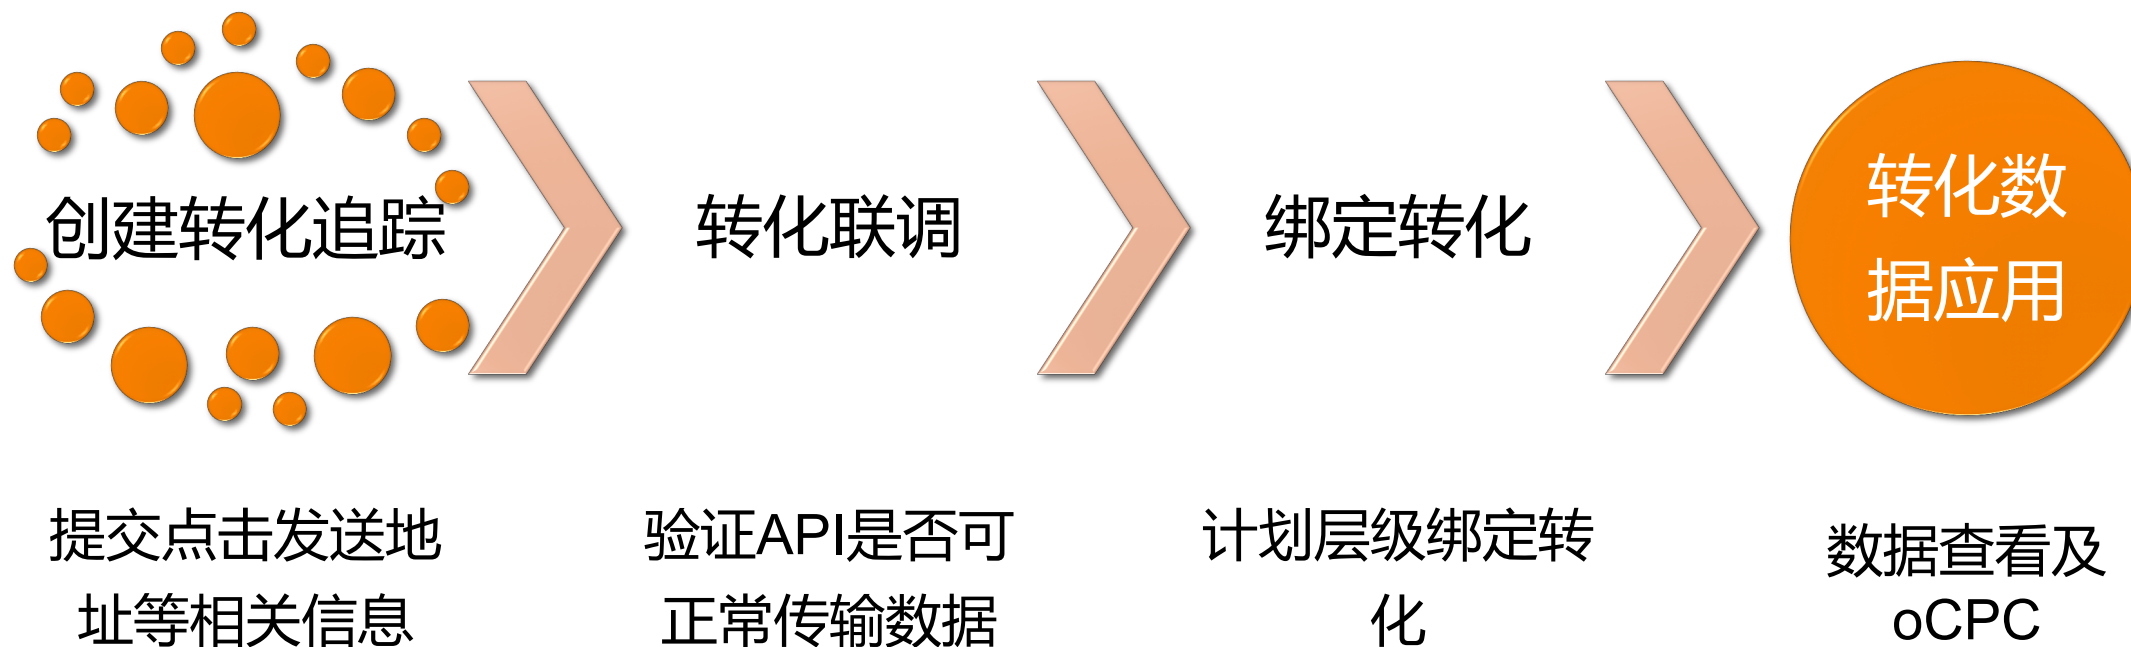 创建转化追踪
转化联调
绑定转化
转化数
据应用
提交点击发送地
址等相关信息
验证API是否可
正常传输数据
计划层级绑定转
化
数据查看及
oCPC